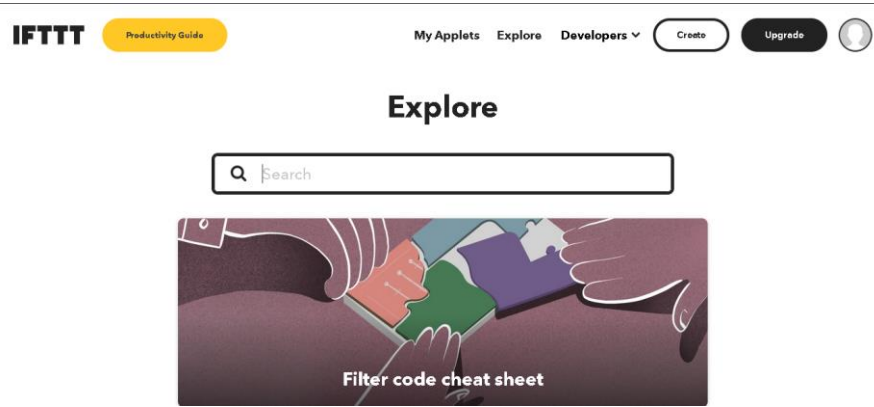 IFTTT Productivity Guide My Applets Explore Developers Create Upgrade
Explore
Search
Filter code cheat sheet